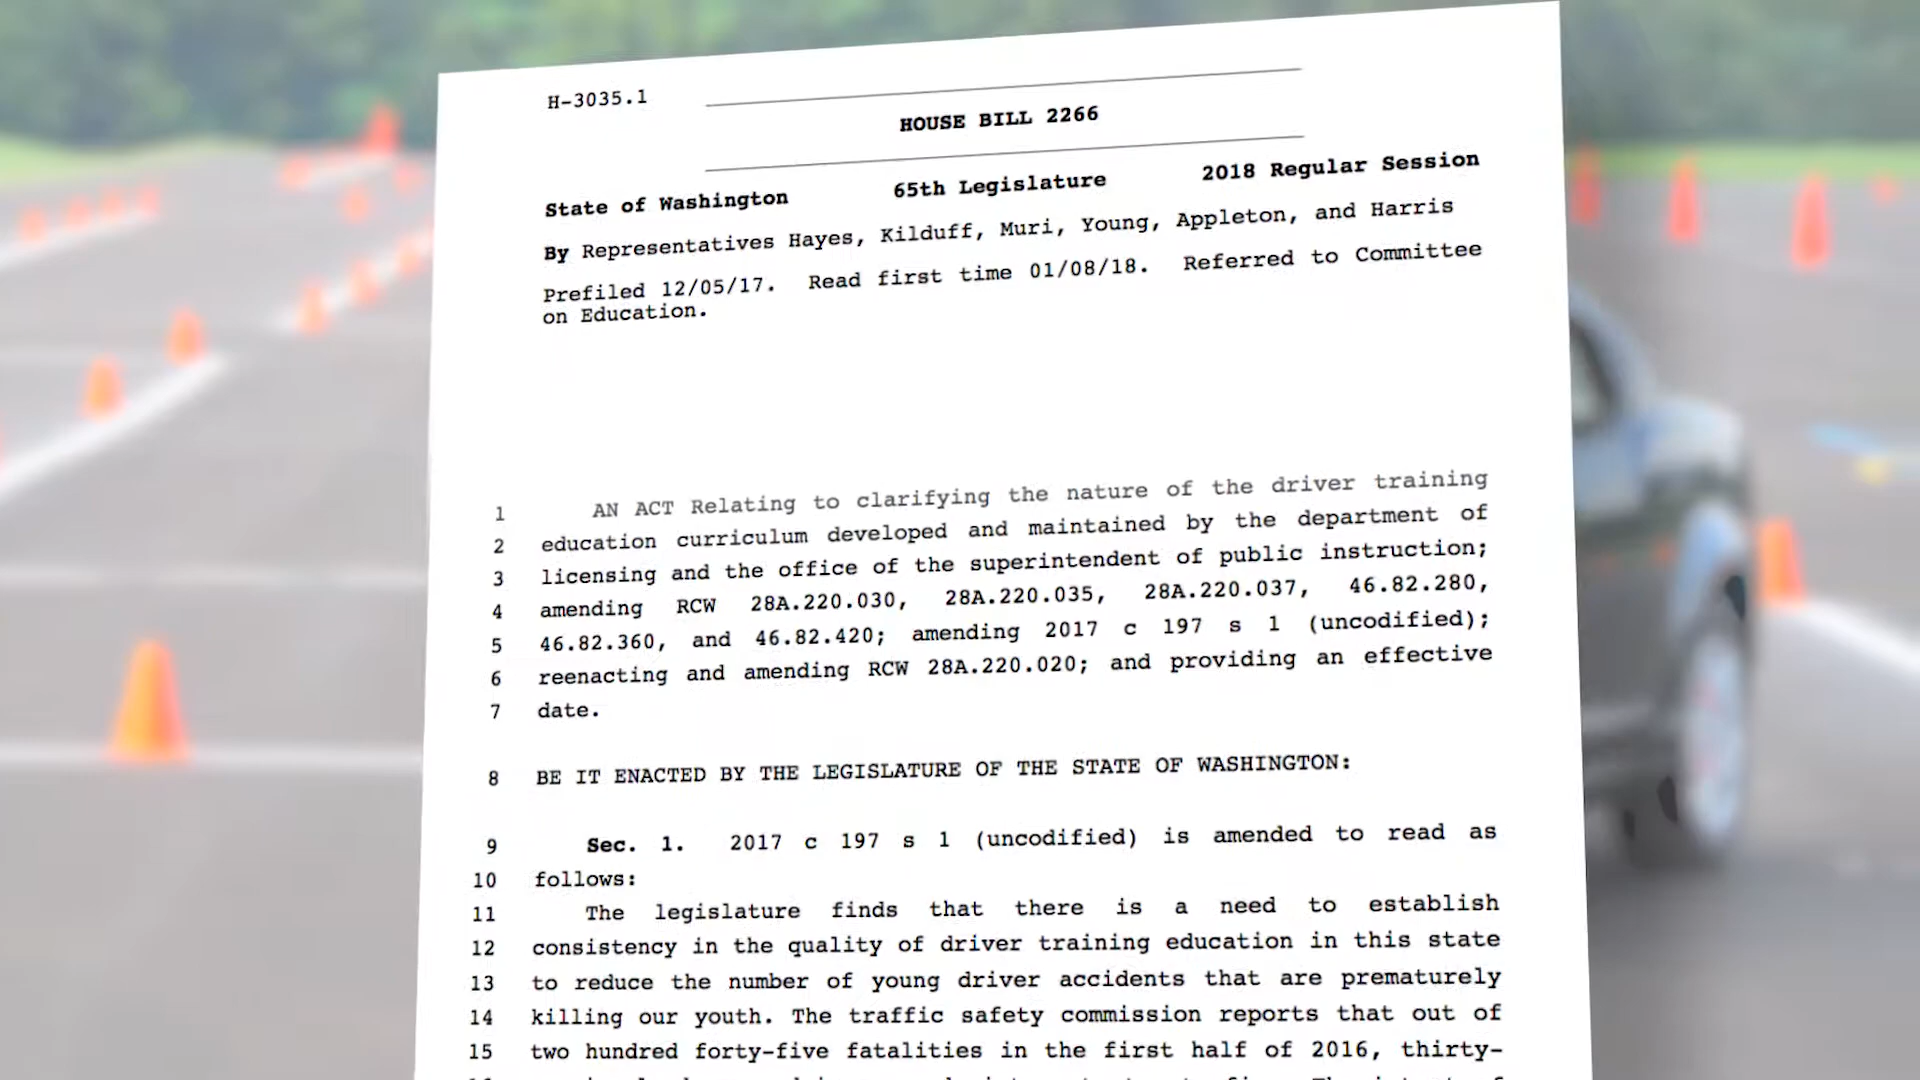 H-3035.1
HOUSE BILL 2266
State of Washington 65th Legislature 2018 Regular Session
By Representatives Hayes, Kilduff, Muri, Young, Appleton, and Harris
Prefiled 12/05/17. Read first time 01/08/18. Referred to Committee
on Education.
1 AN ACT Relating to clarifying the nature of the driver training
2 education curriculum developed and maintained by the department of
3 licensing and the office of the superintendent of public instruction;
4 amending RCW 28A.220.030, 28A.220.035, 28A.220.037, 46.82.280,
5 46.82.360, and 46.82.420; amending 2017 c 197 s 1 (uncodified);
6 reenacting and amending RCW 28A.220.020; and providing an effective
7 date.
8 BE IT ENACTED BY THE LEGISLATURE OF THE STATE OF WASHINGTON:
9 Sec. 1. 2017 c 197 s 1 (uncodified) is amended to read as
10 follows:
11 The legislature finds that there is a need to establish
12 consistency in the quality of driver training education in this state
13 to reduce the number of young driver accidents that are prematurely
14 killing our youth. The traffic safety commission reports that out of
15 two hundred forty-five fatalities in the first half of 2016, thirty-